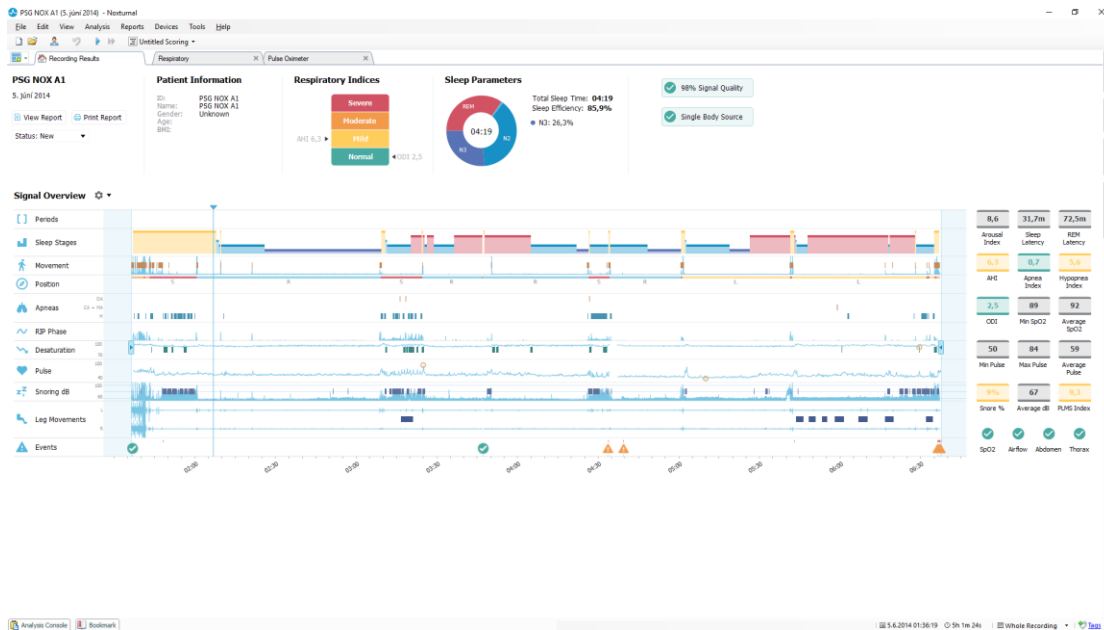 PSG NOX A1 (5. júní 2014) - Noxturnal
File Edit View Analysis Reports Devices Tools Help
Untitled Scoring
Recording Results
Respiratory
Pulse Oximeter
PSG NOX A1
5. júní 2014
View Report
Print Report
Status: New
Patient Information
ID: PSG NOX A1
Name: PSG NOX A1
Gender: Unknown
Age:
BMI:
Respiratory Indices
Severe
Moderate
AHI 6,3
Mild
Normal
ODI 2,5
Sleep Parameters
REM
04:19
N2
N3
Total Sleep Time: 04:19
Sleep Efficiency: 85,9%
N3: 26,3%
98% Signal Quality
Single Body Source
Signal Overview
Periods
Sleep Stages
Movement
Position
S R S R R S R L L
Apneas
RIP Phase
Desaturation
Pulse
Snoring dB
Leg Movements
Events
02:00 02:30 03:00 03:30 04:00 04:30 05:00 05:30 06:00 06:30
8,6 31,7m 72,5m
Arousal Index
Sleep Latency
REM Latency
6,3 0,7 5,6
AHI
Apnea Index
Hypopnea Index
2,5 89 92
ODI
Min SpO2
Average SpO2
50 84 59
Min Pulse
Max Pulse
Average Pulse
9% 67 9,3
Snore % Average dB PLMS Index
SpO2 Airflow Abdomen Thorax
Analysis Console
Bookmark
5.6.2014 01:36:19
5h 1m 24s
Whole Recording
Tags